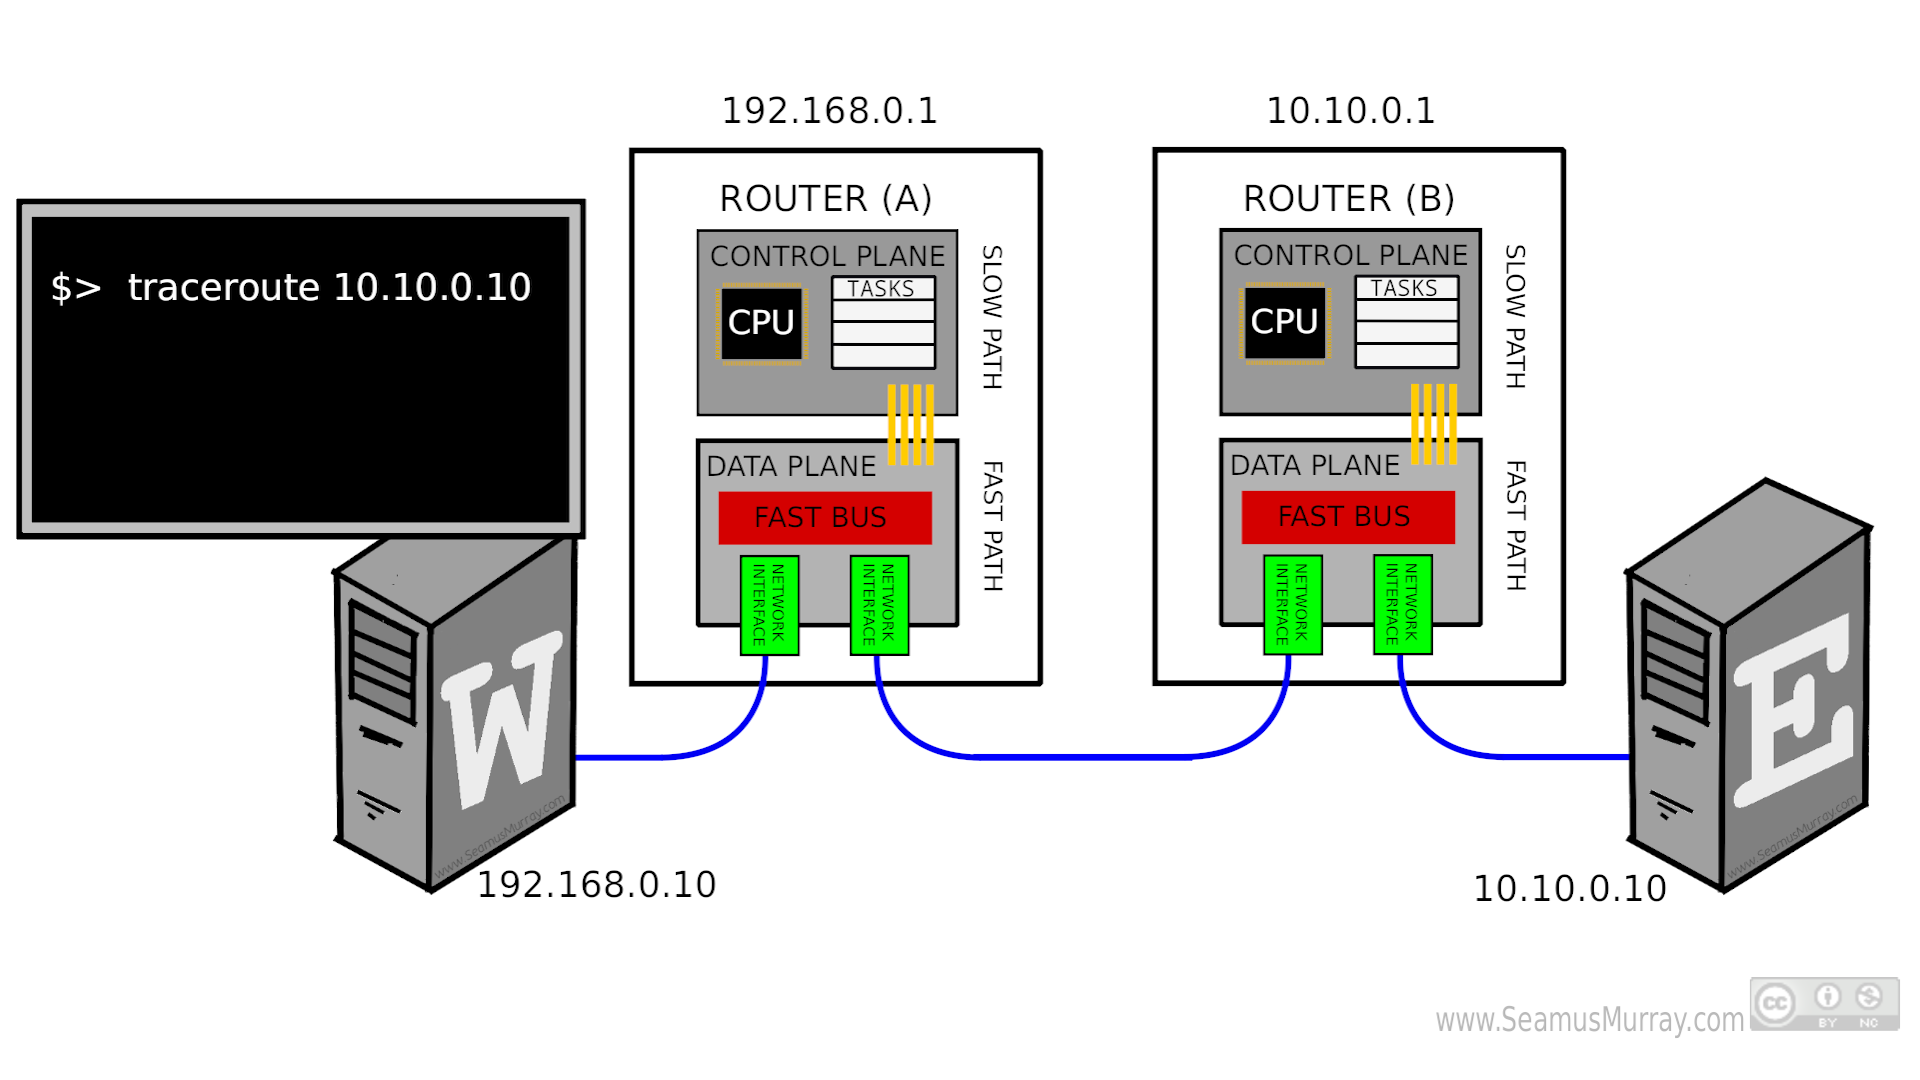 192.168.0.1
10.10.0.1
$> traceroute 10.10.0.10
ROUTER (A)
CONTROL PLANE
CPU
TASKS
SLOW PATH
DATA PLANE
FAST BUS
NETWORK
INTERFACE
NETWORK
INTERFACE
FAST PATH
ROUTER (B)
CONTROL PLANE
CPU
TASKS
SLOW PATH
DATA PLANE
FAST BUS
NETWORK
INTERFACE
NETWORK
INTERFACE
FAST PATH
W
www.SeamusMurray.com
192.168.0.10
E
www.SeamusMurray.com
10.10.0.10
www.SeamusMurray.com
cc
BY NC